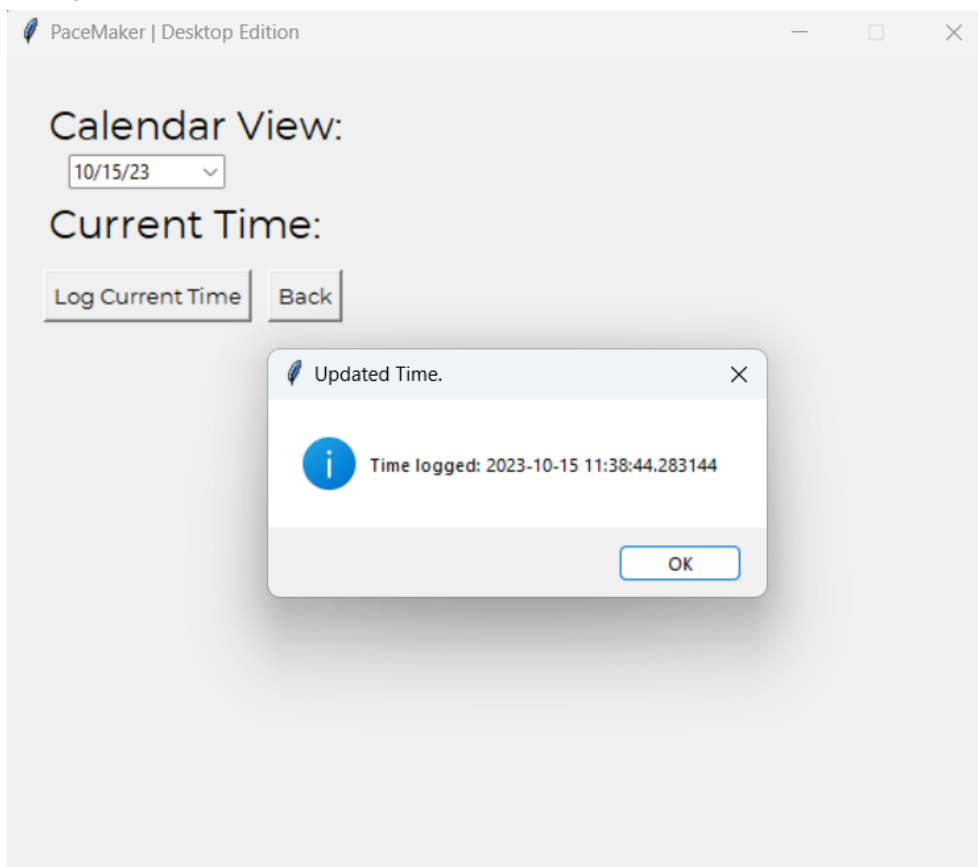 PaceMaker | Desktop Edition
Calendar View:
10/15/23
Current Time:
Log Current Time Back
Updated Time.
Time logged: 2023-10-15 11:38:44.283144
OK